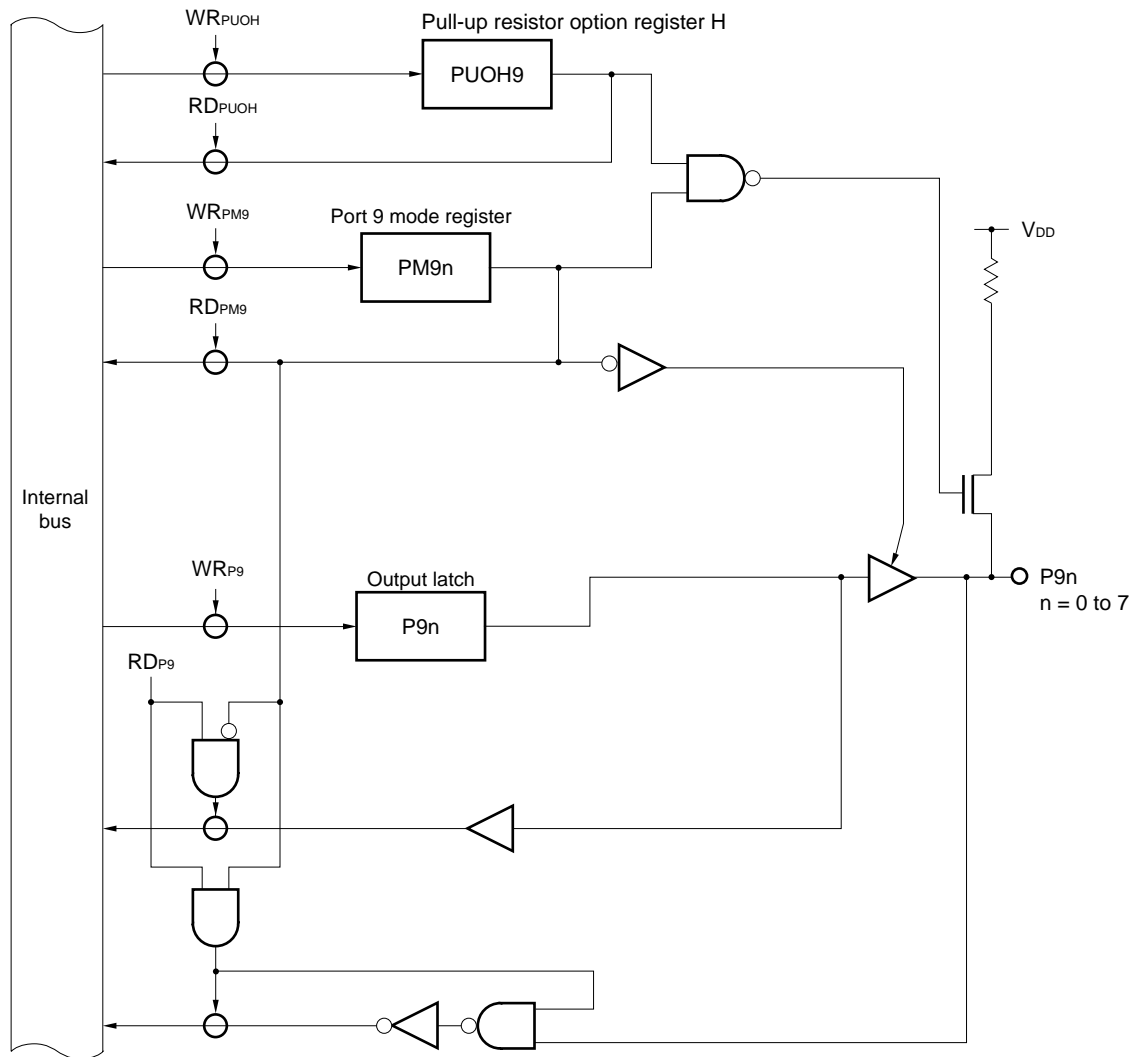 WRPUOH
Pull-up resistor option register H
PUOH9
RDPUOH
WRPM9
Port 9 mode register
PM9n
VDD
RDPM9
Internal
bus
WRP9
Output latch
P9n
P9n
n = 0 to 7
RDP9